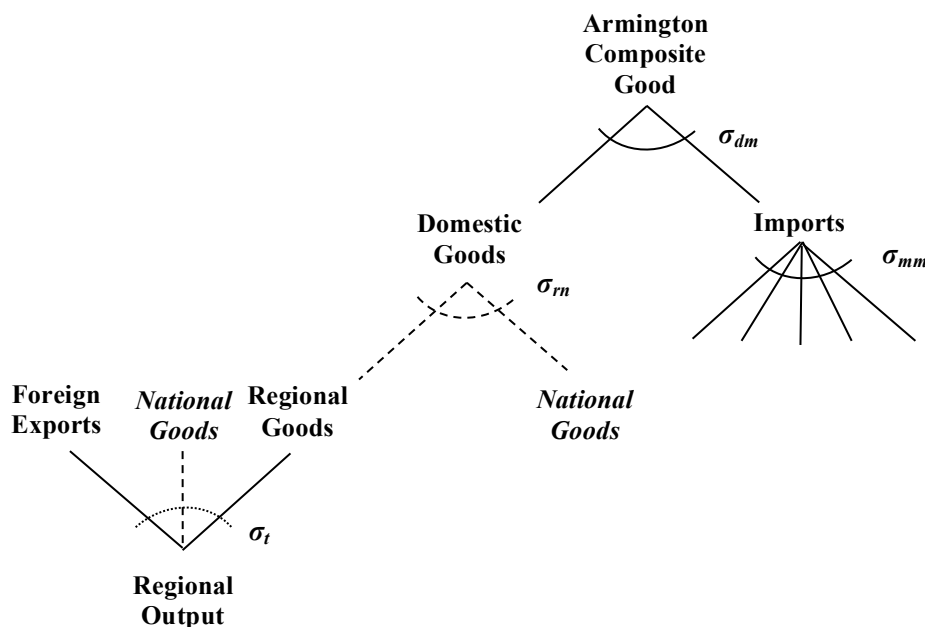 Armington
Composite
Good
σdm
Domestic
Goods
Imports
σmm
σrn
Foreign
Exports
National
Goods
Regional
Goods
National
Goods
σt
Regional
Output